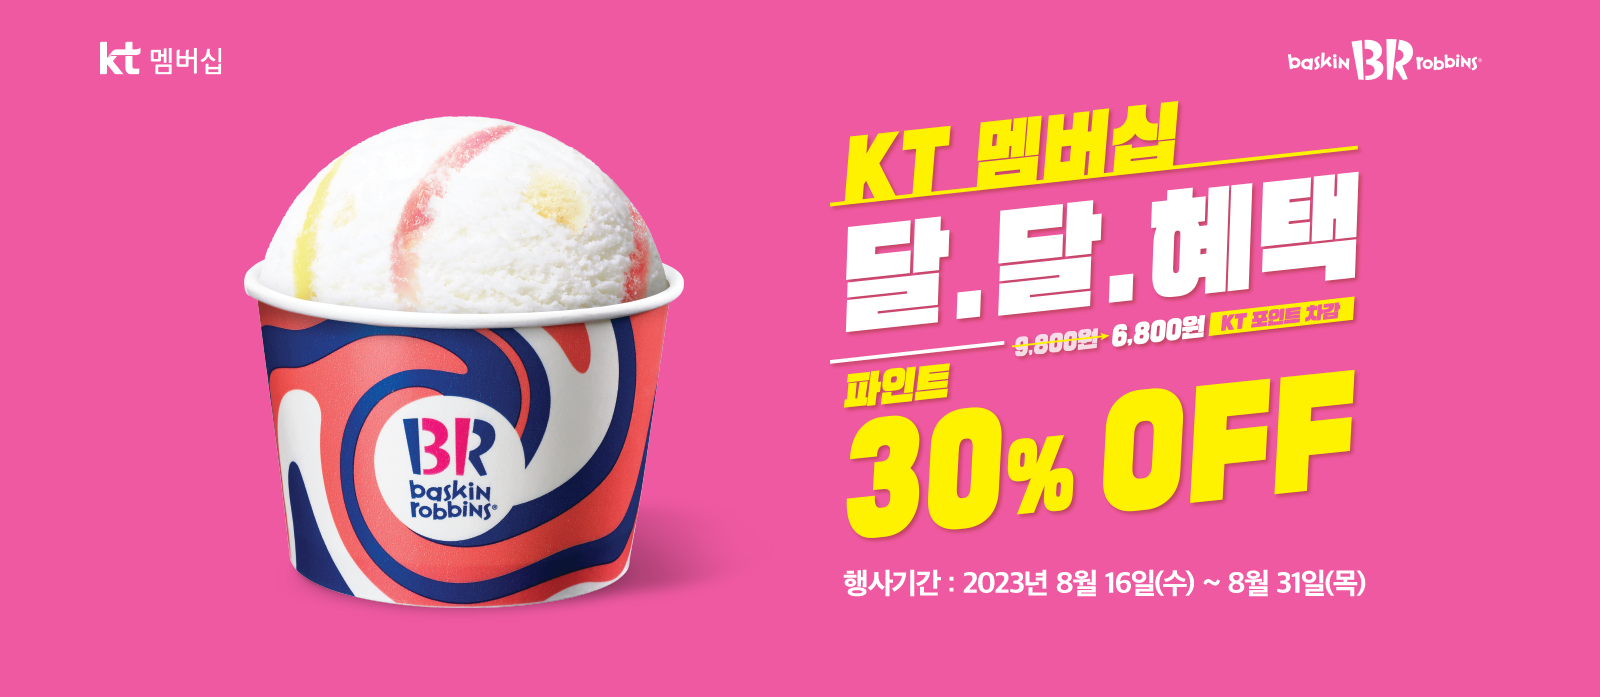 kt 멤버십
baskin BR robbins
KT 멤버십
달.달.혜택
9,800원 → 6,800원 KT 포인트 차감
파인트
30% OFF
행사기간 : 2023년 8월 16일(수) ~ 8월 31일(목)
BR
baskin
robbins®